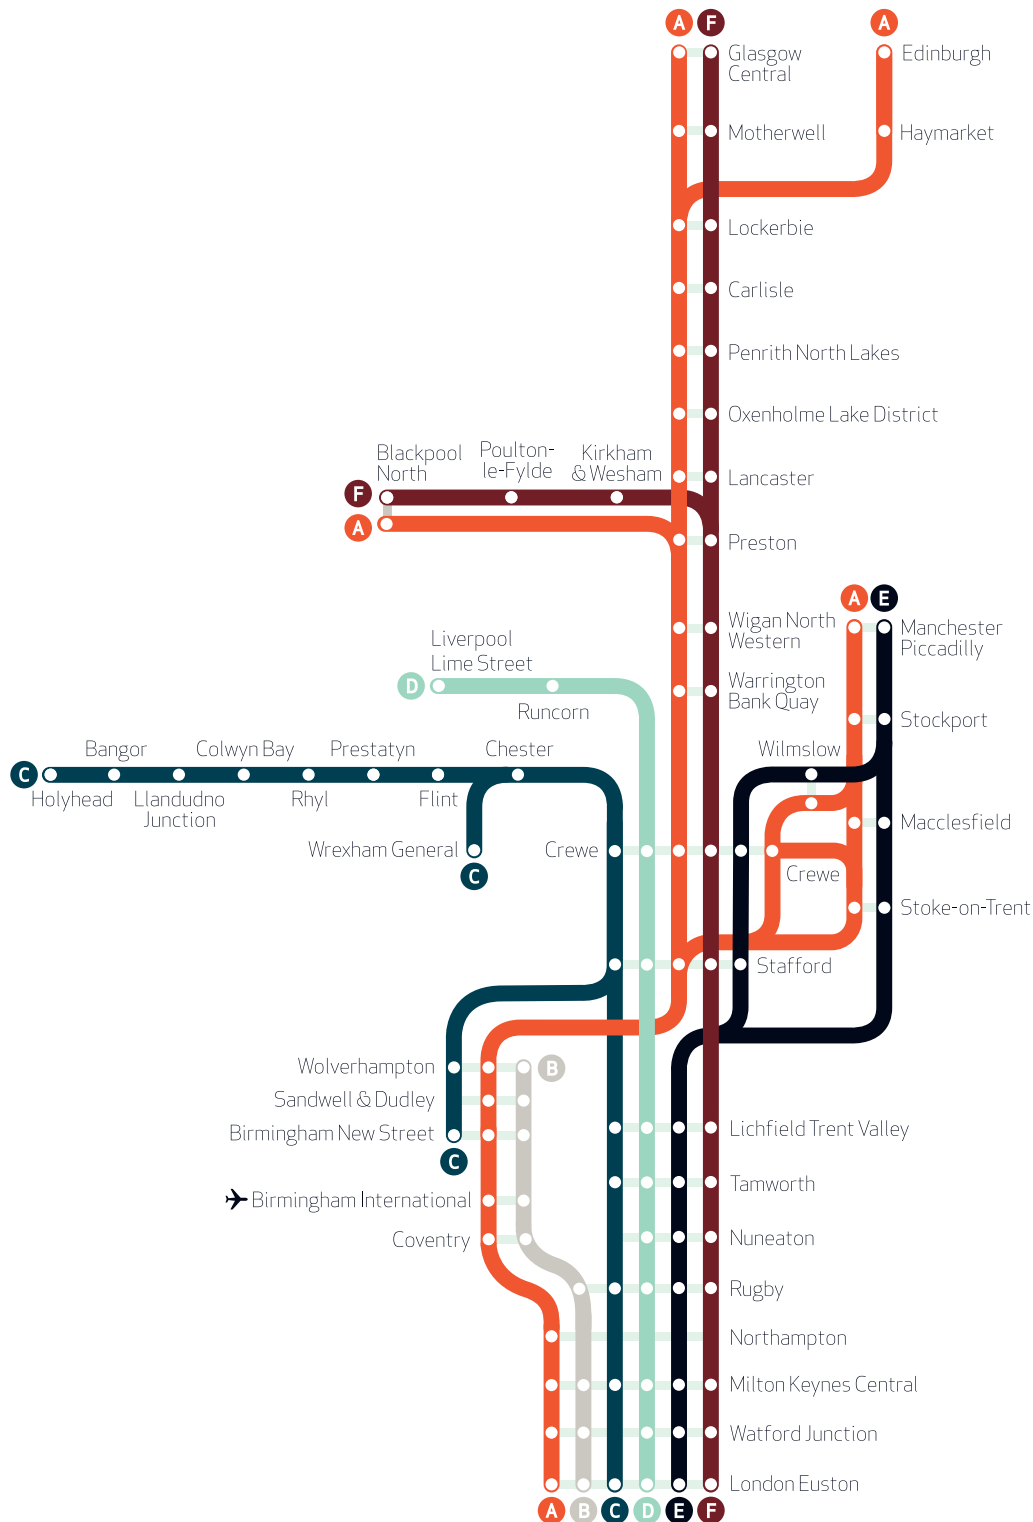 A
F
A
Glasgow
Central
Edinburgh
Motherwell
Haymarket
Lockerbie
Carlisle
Penrith North Lakes
Oxenholme Lake District
Blackpool
North
Poulton-
le-Fylde
Kirkham
& Wesham
Lancaster
F
A
Preston
A
E
Wigan North
Western
Manchester
Piccadilly
Liverpool
Lime Street
D
Runcorn
Warrington
Bank Quay
Stockport
Bangor
Colwyn Bay
Prestatyn
Chester
Wilmslow
C
Holyhead
Llandudno
Junction
Rhyl
Flint
Macclesfield
Wrexham General
C
Crewe
Crewe
Stoke-on-Trent
Stafford
Wolverhampton
B
Sandwell & Dudley
Birmingham New Street
C
Lichfield Trent Valley
Birmingham International
Tamworth
Coventry
Nuneaton
Rugby
Northampton
Milton Keynes Central
Watford Junction
London Euston
A
B
C
D
E
F